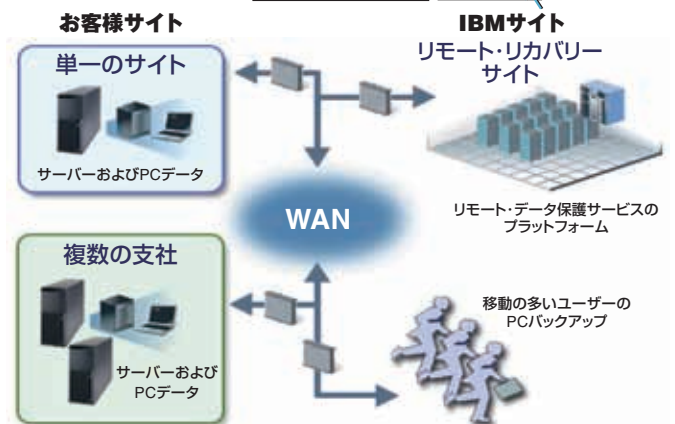 お客様サイト
IBMサイト
単一のサイト
サーバーおよびPCデータ
リモート・リカバリー
サイト
リモート・データ保護サービスの
プラットフォーム
WAN
複数の支社
サーバーおよび
PCデータ
移動の多いユーザーの
PCバックアップ